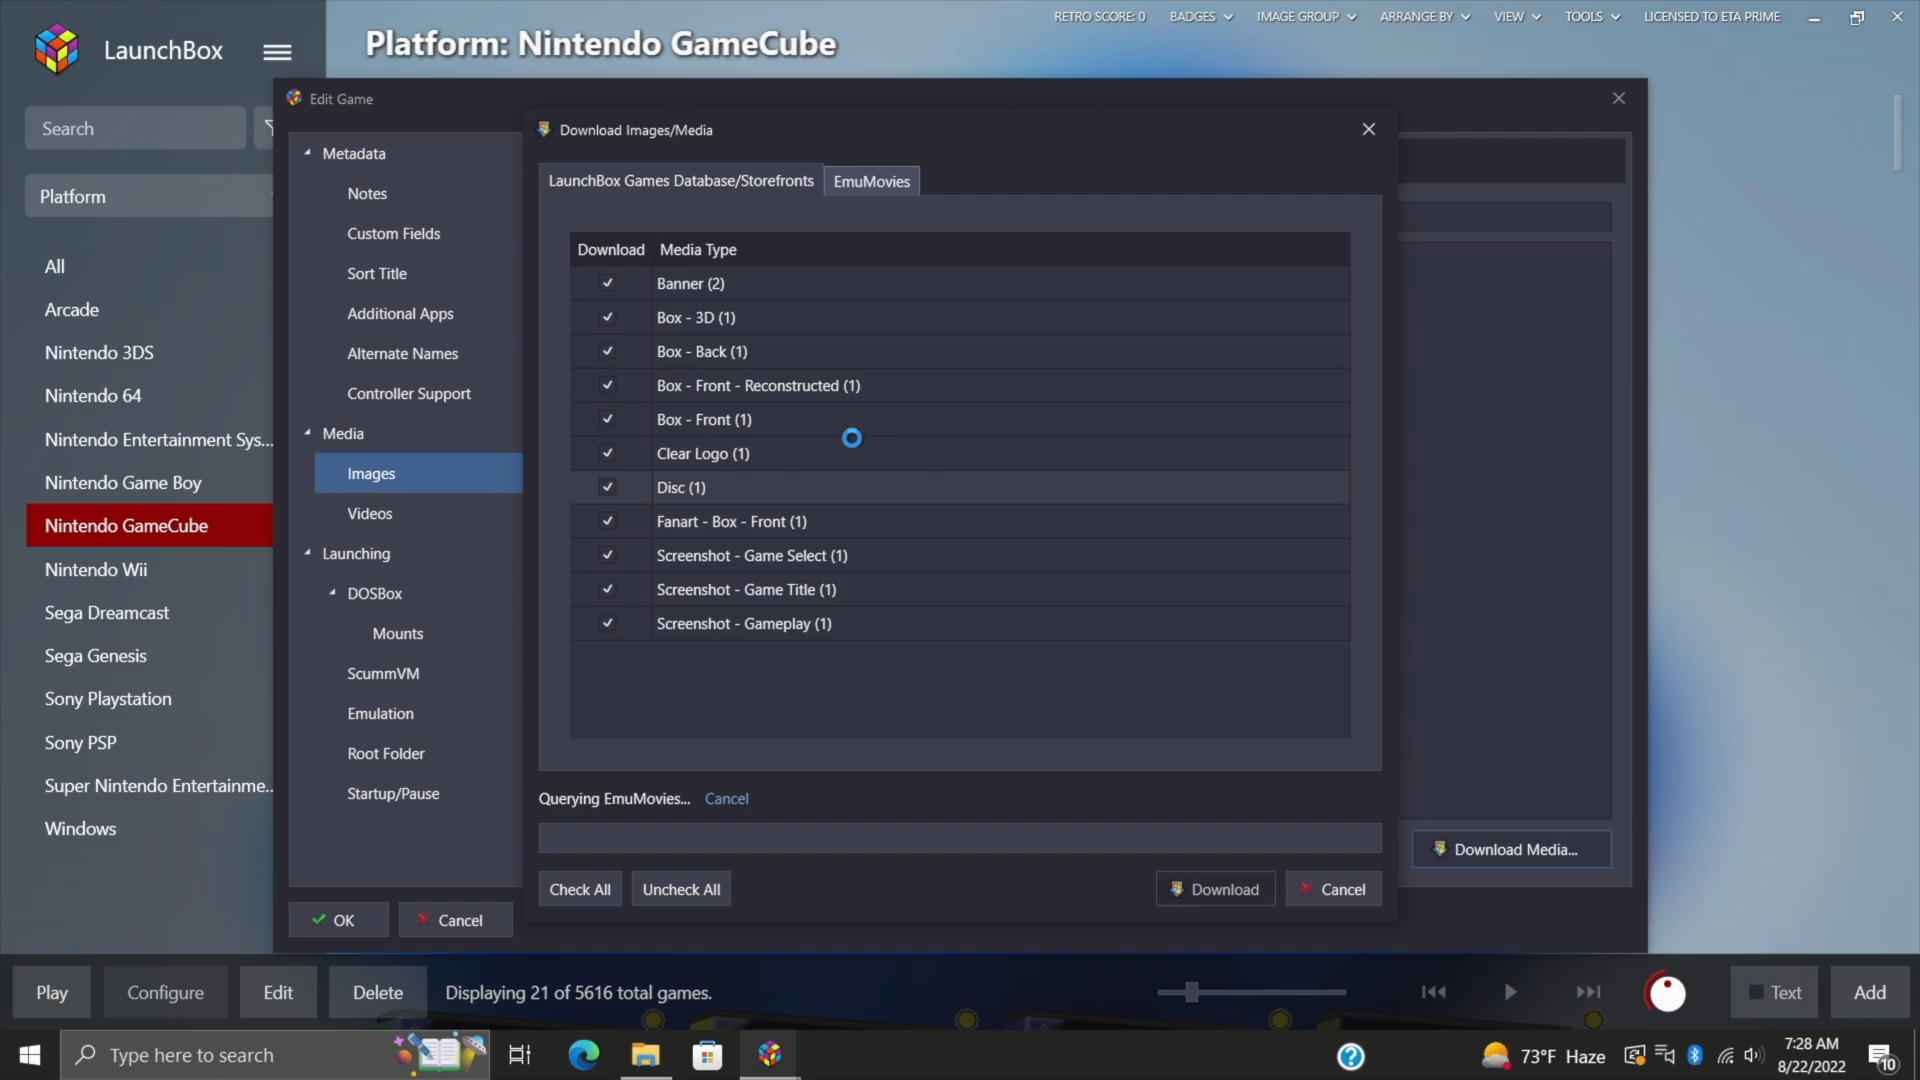 LaunchBox
Platform: Nintendo GameCube
RETRO SCORE: 0
BADGES
IMAGE GROUP
ARRANGE BY
VIEW
TOOLS
LICENSED TO ETA PRIME
Search
Platform
All
Arcade
Nintendo 3DS
Nintendo 64
Nintendo Entertainment Sys...
Nintendo Game Boy
Nintendo GameCube
Nintendo Wii
Sega Dreamcast
Sega Genesis
Sony Playstation
Sony PSP
Super Nintendo Entertainme...
Windows
Edit Game
Metadata
Notes
Custom Fields
Sort Title
Additional Apps
Alternate Names
Controller Support
Media
Images
Videos
Launching
DOSBox
Mounts
ScummVM
Emulation
Root Folder
Startup/Pause
OK
Cancel
Download Images/Media
LaunchBox Games Database/Storefronts
EmuMovies
Download
Media Type
Banner (2)
Box - 3D (1)
Box - Back (1)
Box - Front - Reconstructed (1)
Box - Front (1)
Clear Logo (1)
Disc (1)
Fanart - Box - Front (1)
Screenshot - Game Select (1)
Screenshot - Game Title (1)
Screenshot - Gameplay (1)
Querying EmuMovies... Cancel
Check All
Uncheck All
Download
Cancel
Download Media...
Play
Configure
Edit
Delete
Displaying 21 of 5616 total games.
Text
Add
Type here to search
73°F Haze
7:28 AM
8/22/2022
10